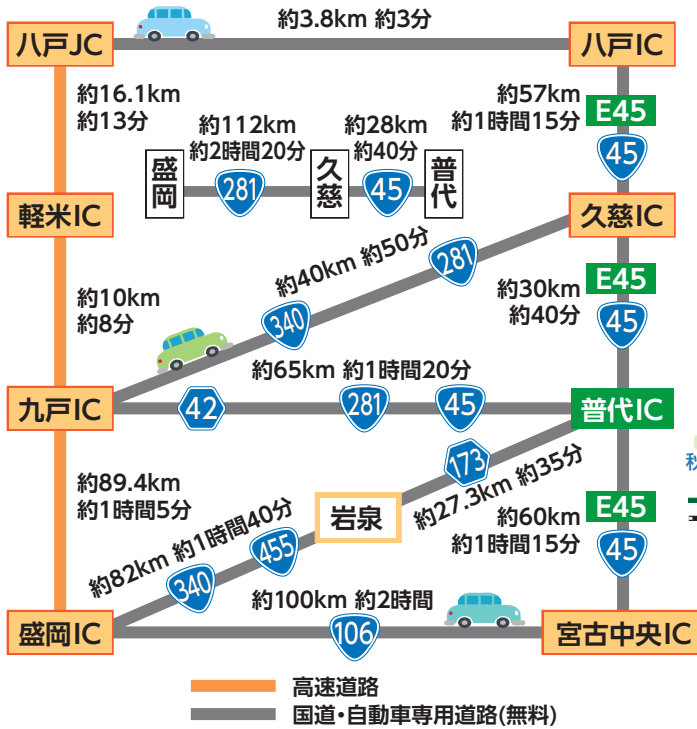 約3.8km 約3分
八戸JC
八戸IC
約16.1km
約13分
約57km
約1時間15分
E45
45
約112km
約2時間20分
約28km
約40分
盛岡
281
久慈
45
普代
軽米IC
久慈IC
約40km 約50分
281
340
約10km
約8分
E45
約30km
約40分
45
約65km 約1時間20分
九戸IC
42
281
45
普代IC
173
約27.3km 約35分
約89.4km
約1時間5分
岩泉
約82km 約1時間40分
455
340
E45
約60km
約1時間15分
45
約100km 約2時間
盛岡IC
106
宮古中央IC
高速道路
国道・自動車専用道路(無料)